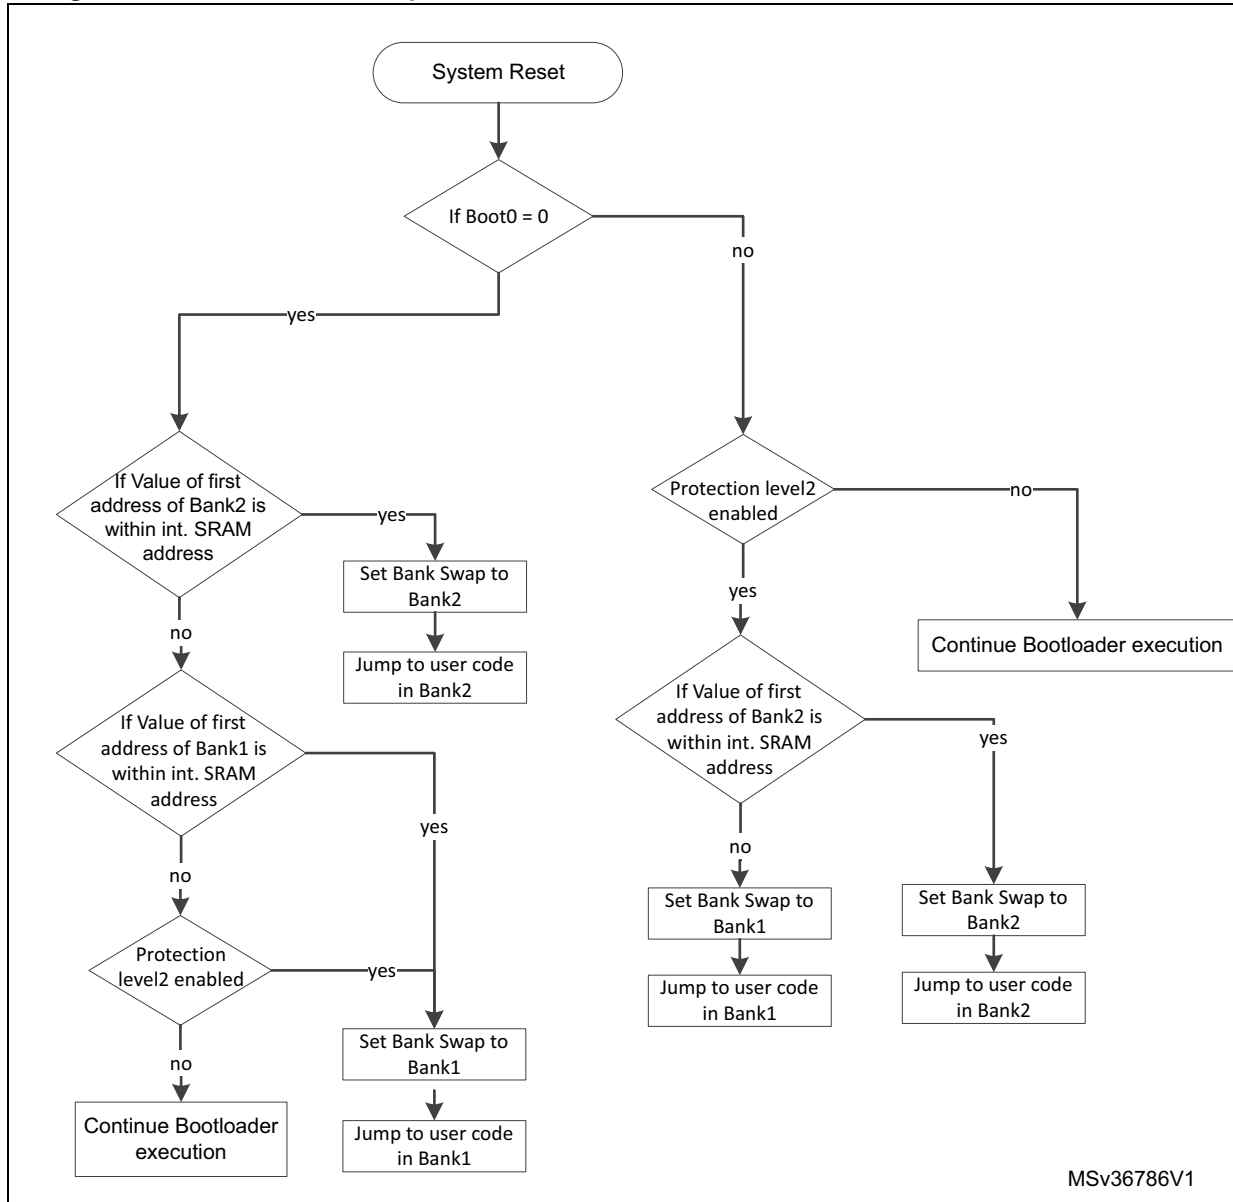 System Reset
If Boot0 = 0
no
yes
If Value of first
address of Bank2 is
within int. SRAM
address
yes
no
Set Bank Swap to
Bank2
Jump to user code
in Bank2
If Value of first
address of Bank1 is
within int. SRAM
address
yes
no
Protection
level2 enabled
yes
no
Set Bank Swap to
Bank1
Jump to user code
in Bank1
Continue Bootloader
execution
Protection level2
enabled
no
yes
Continue Bootloader execution
If Value of first
address of Bank2 is
within int. SRAM
address
yes
no
Set Bank Swap to
Bank1
Jump to user code
in Bank1
Set Bank Swap to
Bank2
Jump to user code
in Bank2
MSv36786V1